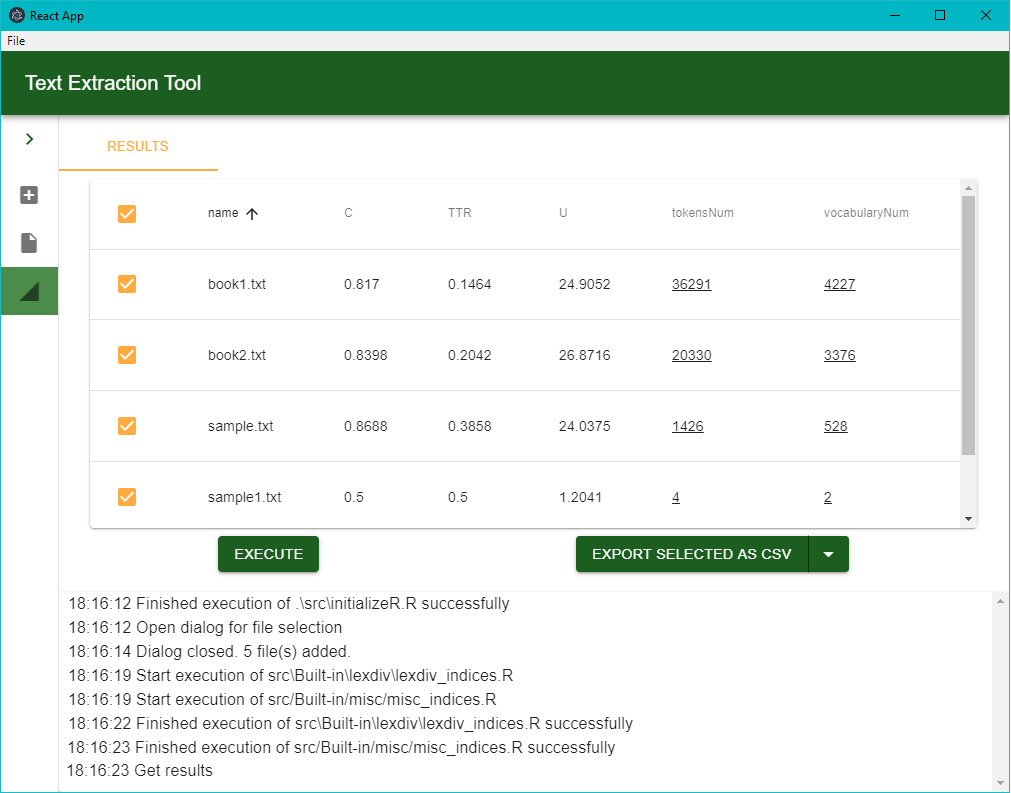 React App
File
Text Extraction Tool
RESULTS
name C TTR U tokensNum vocabularyNum
book1.txt 0.817 0.1464 24.9052 36291 4227
book2.txt 0.8398 0.2042 26.8716 20330 3376
sample.txt 0.8688 0.3858 24.0375 1426 528
sample1.txt 0.5 0.5 1.2041 4 2
EXECUTE EXPORT SELECTED AS CSV
18:16:12 Finished execution of .\src\initializeR.R successfully
18:16:12 Open dialog for file selection
18:16:14 Dialog closed. 5 file(s) added.
18:16:19 Start execution of src\Built-in\lexdiv\lexdiv_indices.R
18:16:19 Start execution of src/Built-in/misc/misc_indices.R
18:16:22 Finished execution of src\Built-in\lexdiv\lexdiv_indices.R successfully
18:16:23 Finished execution of src/Built-in/misc/misc_indices.R successfully
18:16:23 Get results